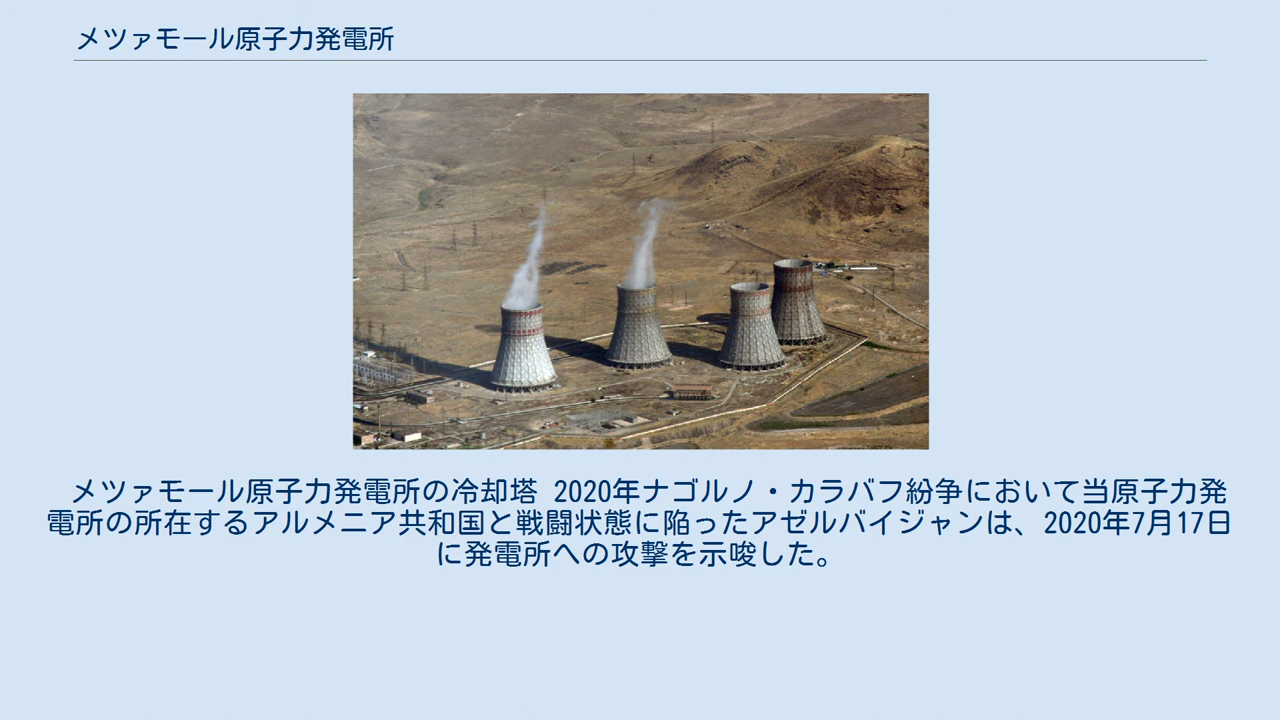 メツァモール原子力発電所
メツァモール原子力発電所の冷却塔 2020年ナゴルノ・カラバフ紛争において当原子力発
電所の所在するアルメニア共和国と戦闘状態に陥ったアゼルバイジャンは、2020年7月17日
に発電所への攻撃を示唆した。